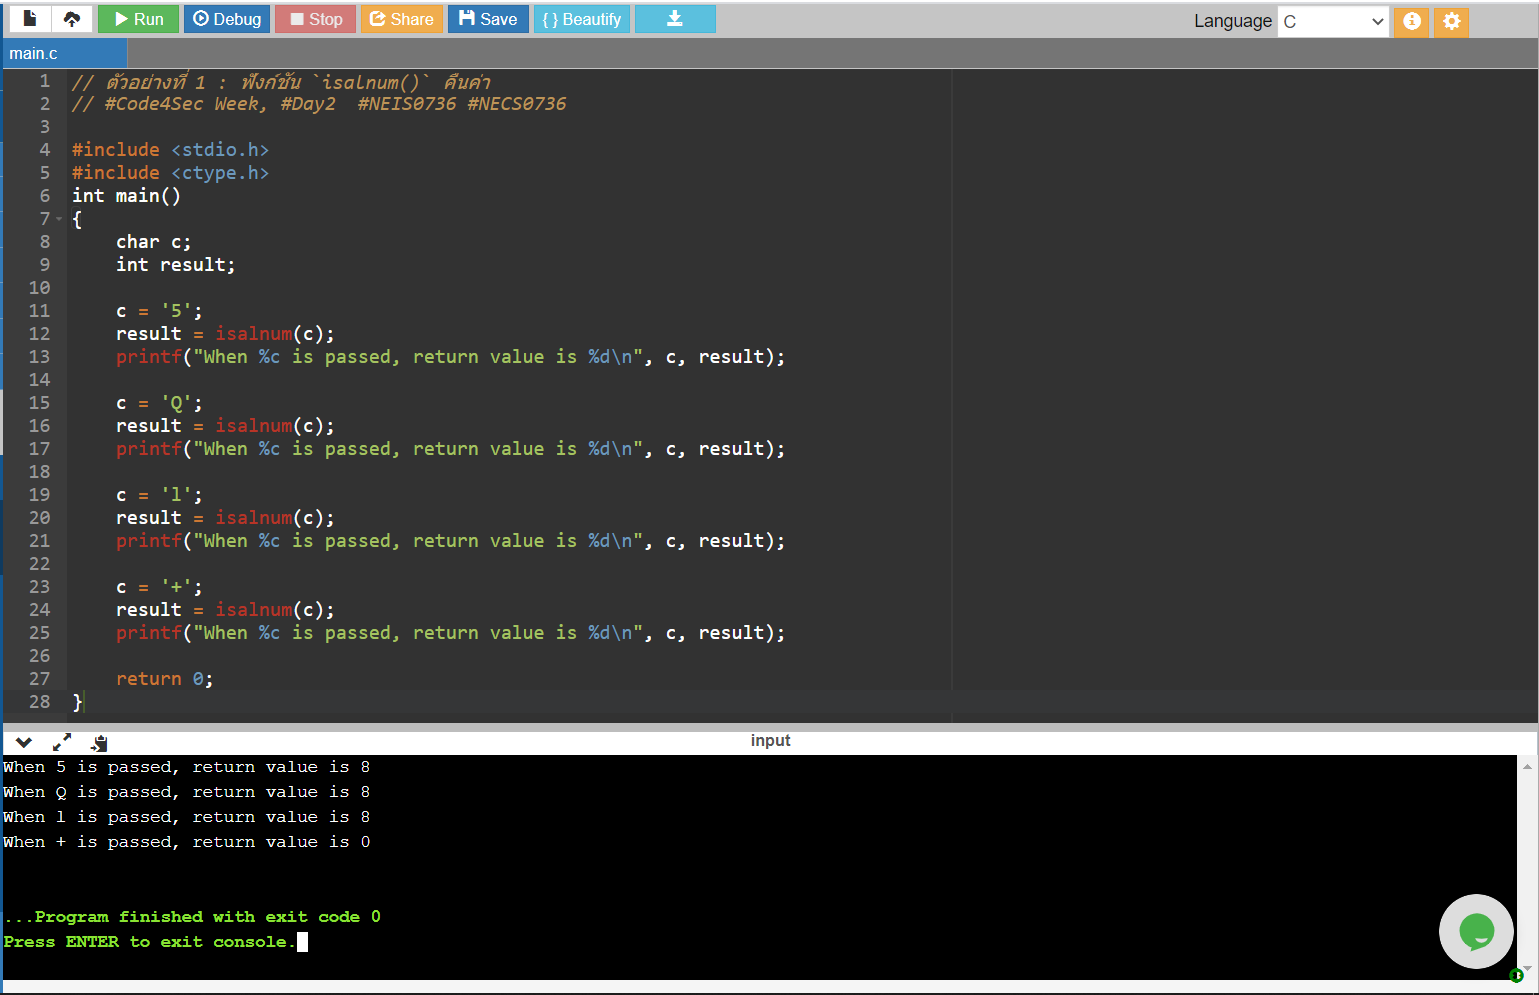 Run Debug Stop Share Save {} Beautify Language C
main.c
1 // ตัวอย่างที่ 1 : ฟังก์ชัน `isalnum()` คืนค่า
2 // #Code4Sec Week, #Day2  #NEIS0736 #NECS0736
3
4 #include <stdio.h>
5 #include <ctype.h>
6 int main()
7 {
8     char c;
9     int result;
10
11     c = '5';
12     result = isalnum(c);
13     printf("When %c is passed, return value is %d\n", c, result);
14
15     c = 'Q';
16     result = isalnum(c);
17     printf("When %c is passed, return value is %d\n", c, result);
18
19     c = 'l';
20     result = isalnum(c);
21     printf("When %c is passed, return value is %d\n", c, result);
22
23     c = '+';
24     result = isalnum(c);
25     printf("When %c is passed, return value is %d\n", c, result);
26
27     return 0;
28 }
input
When 5 is passed, return value is 8
When Q is passed, return value is 8
When l is passed, return value is 8
When + is passed, return value is 0
...Program finished with exit code 0
Press ENTER to exit console.